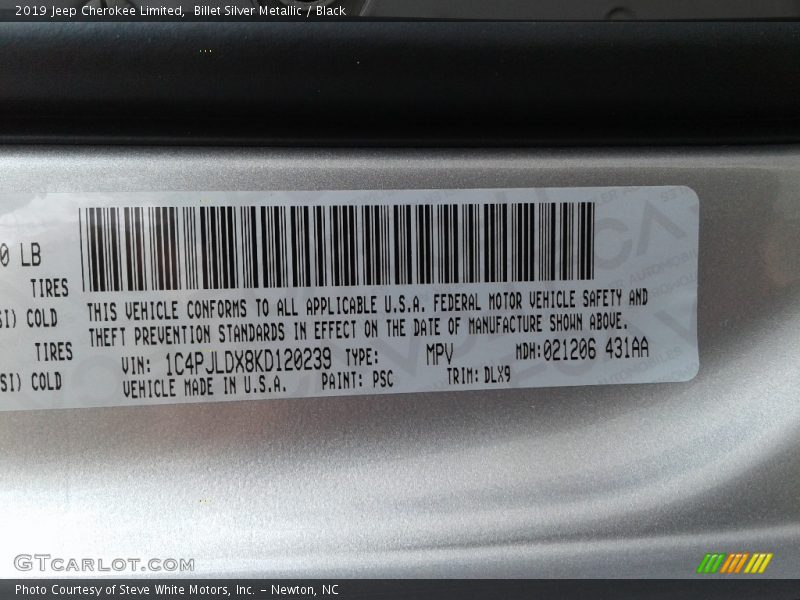 2019 Jeep Cherokee Limited, Billet Silver Metallic / Black
0 LB
TIRES
SI) COLD
TIRES
SI) COLD
THIS VEHICLE CONFORMS TO ALL APPLICABLE U.S.A. FEDERAL MOTOR VEHICLE SAFETY AND
THEFT PREVENTION STANDARDS IN EFFECT ON THE DATE OF MANUFACTURE SHOWN ABOVE.
VIN: 1C4PJLDX8KD120239 TYPE: MPV MDH:021206 431AA
VEHICLE MADE IN U.S.A. PAINT: PSC TRIM: DLX9
GTCARLOT.COM
Photo Courtesy of Steve White Motors, Inc. – Newton, NC